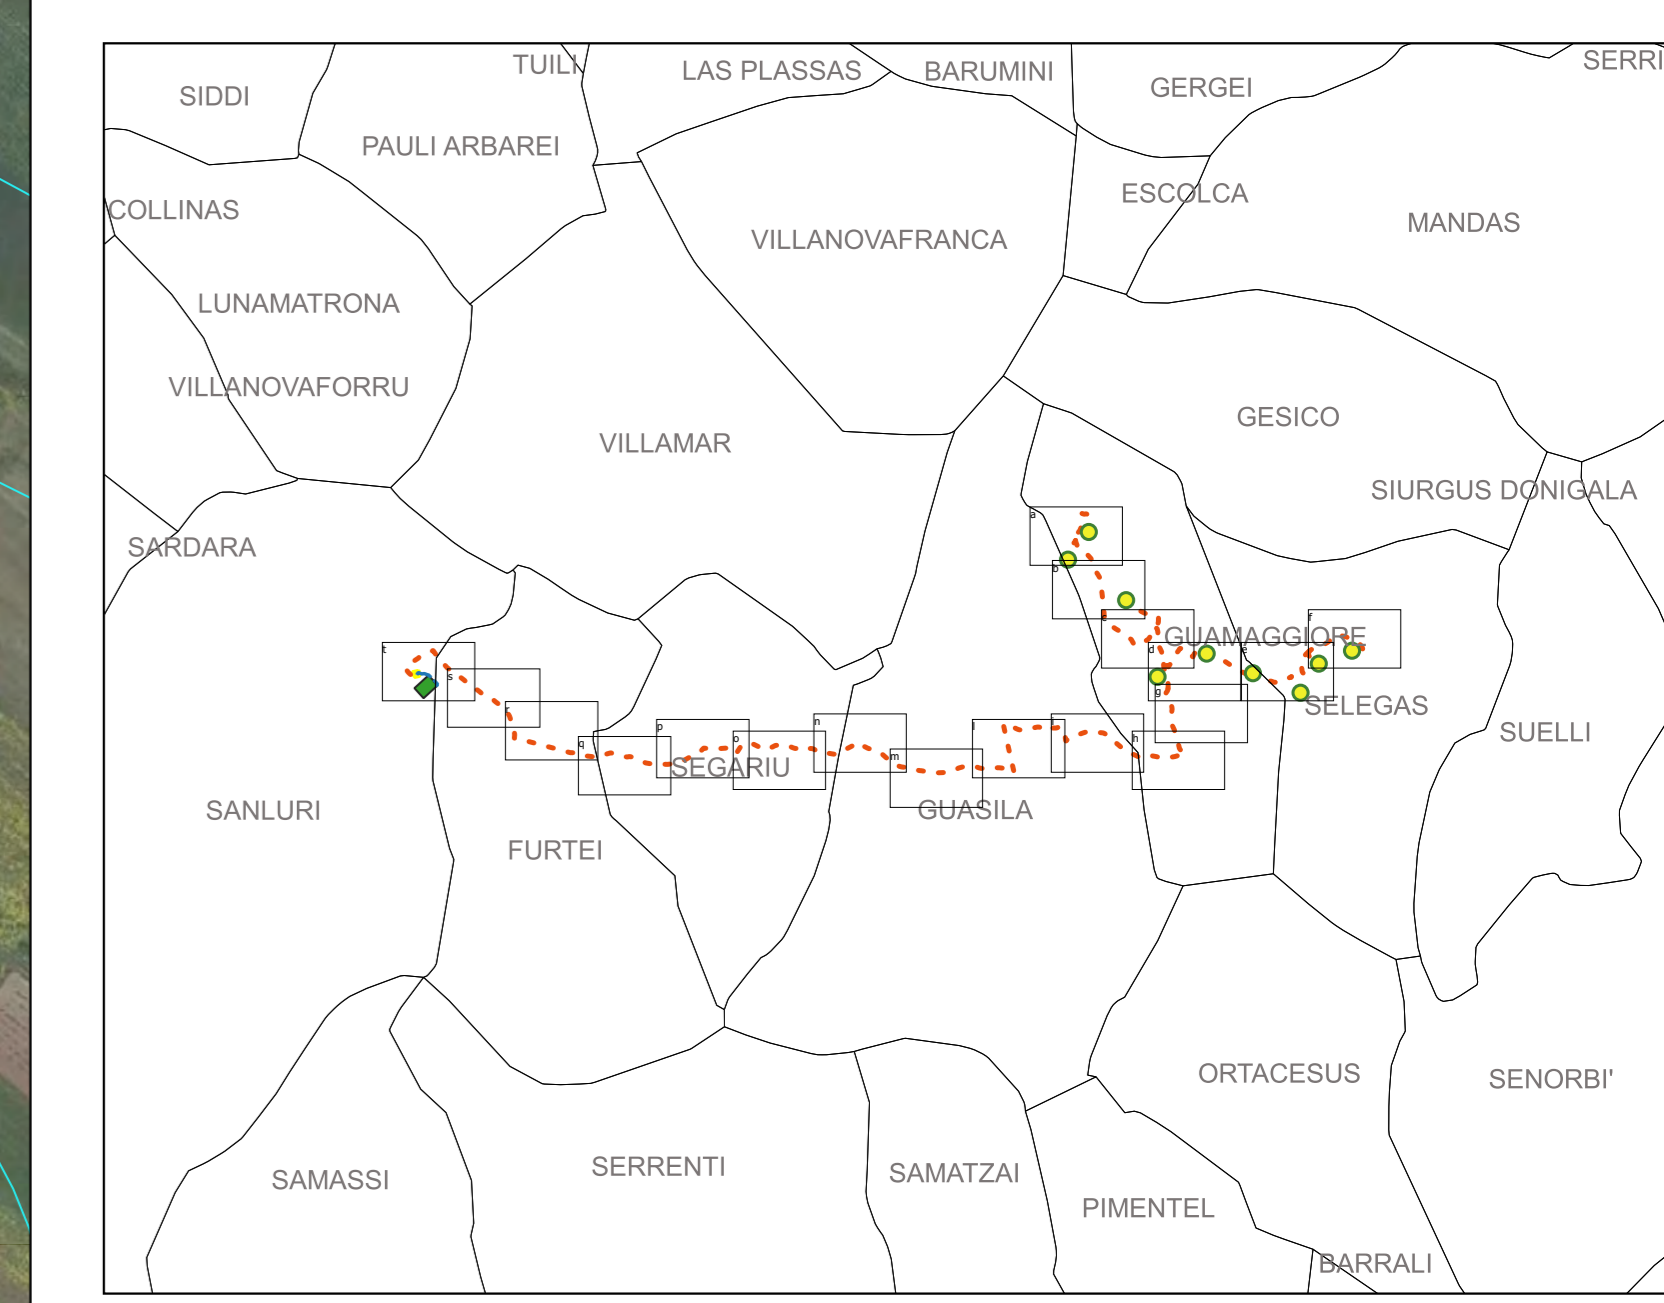 TUILI
SERRI
LAS PLASSAS
BARUMINI
GERGEI
SIDDI
PAULI ARBAREI
ESCOLCA
COLLINAS
MANDAS
VILLANOVAFRANCA
LUNAMATRONA
VILLANOVAFORRU
GESICO
VILLAMAR
SIURGUS DONIGALA
a
SARDARA
b
c
f
GUAMAGGIORE
t
d
e
s
g
r
SELEGAS
n
i
l
p
SUELLI
o
h
q
m
SEGARIU
SANLURI
GUASILA
FURTEI
ORTACESUS
SENORBI'
SERRENTI
SAMATZAI
SAMASSI
PIMENTEL
BARRALI